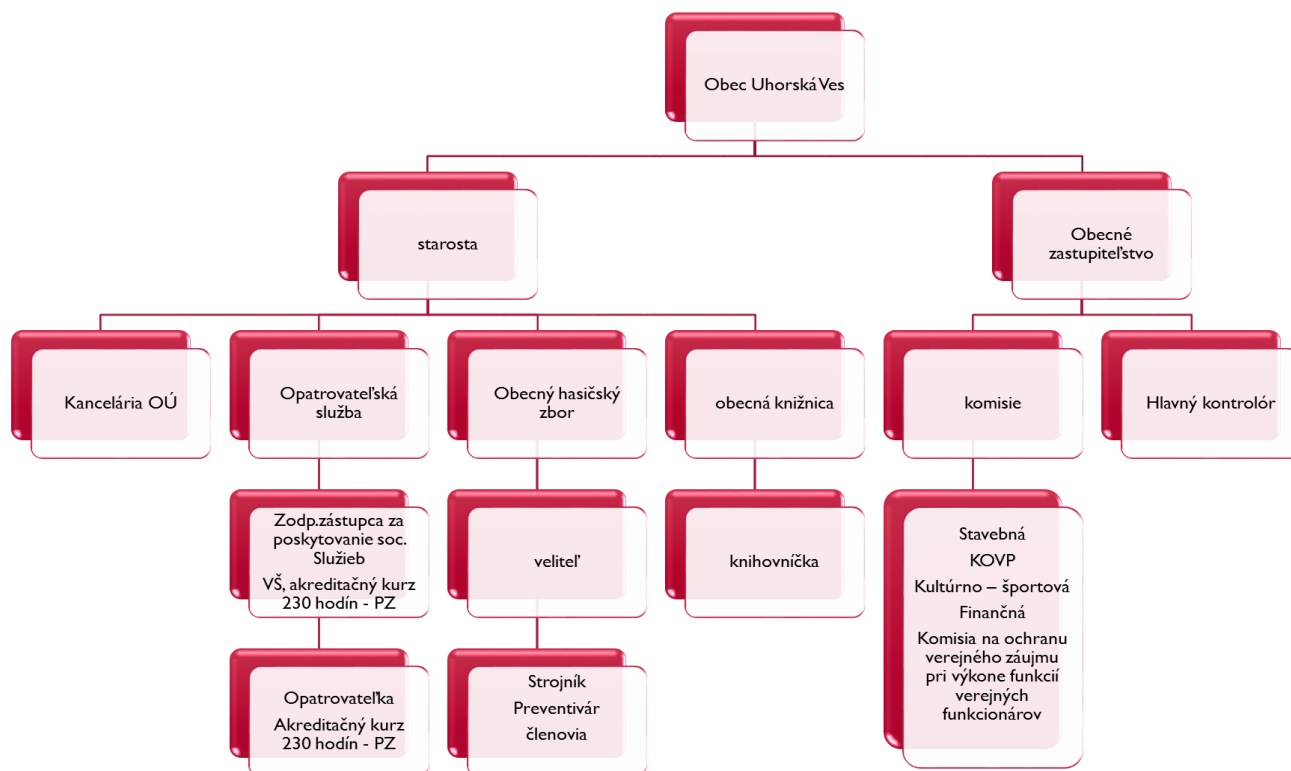 Obec Uhorská Ves
starosta
Obecné
zastupiteľstvo
Kancelária OÚ
Opatrovateľská
služba
Obecný hasičský
zbor
obecná knižnica
komisie
Hlavný kontrolór
Zodp.zástupca za
poskytovanie soc.
Služieb
VŠ, akreditačný kurz
230 hodín - PZ
veliteľ
knihovníčka
Stavebná
KOVP
Kultúrno – športová
Finančná
Komisia na ochranu
verejného záujmu
pri výkone funkcií
verejných
funkcionárov
Opatrovateľka
Akreditačný kurz
230 hodín - PZ
Strojník
Preventivár
členovia